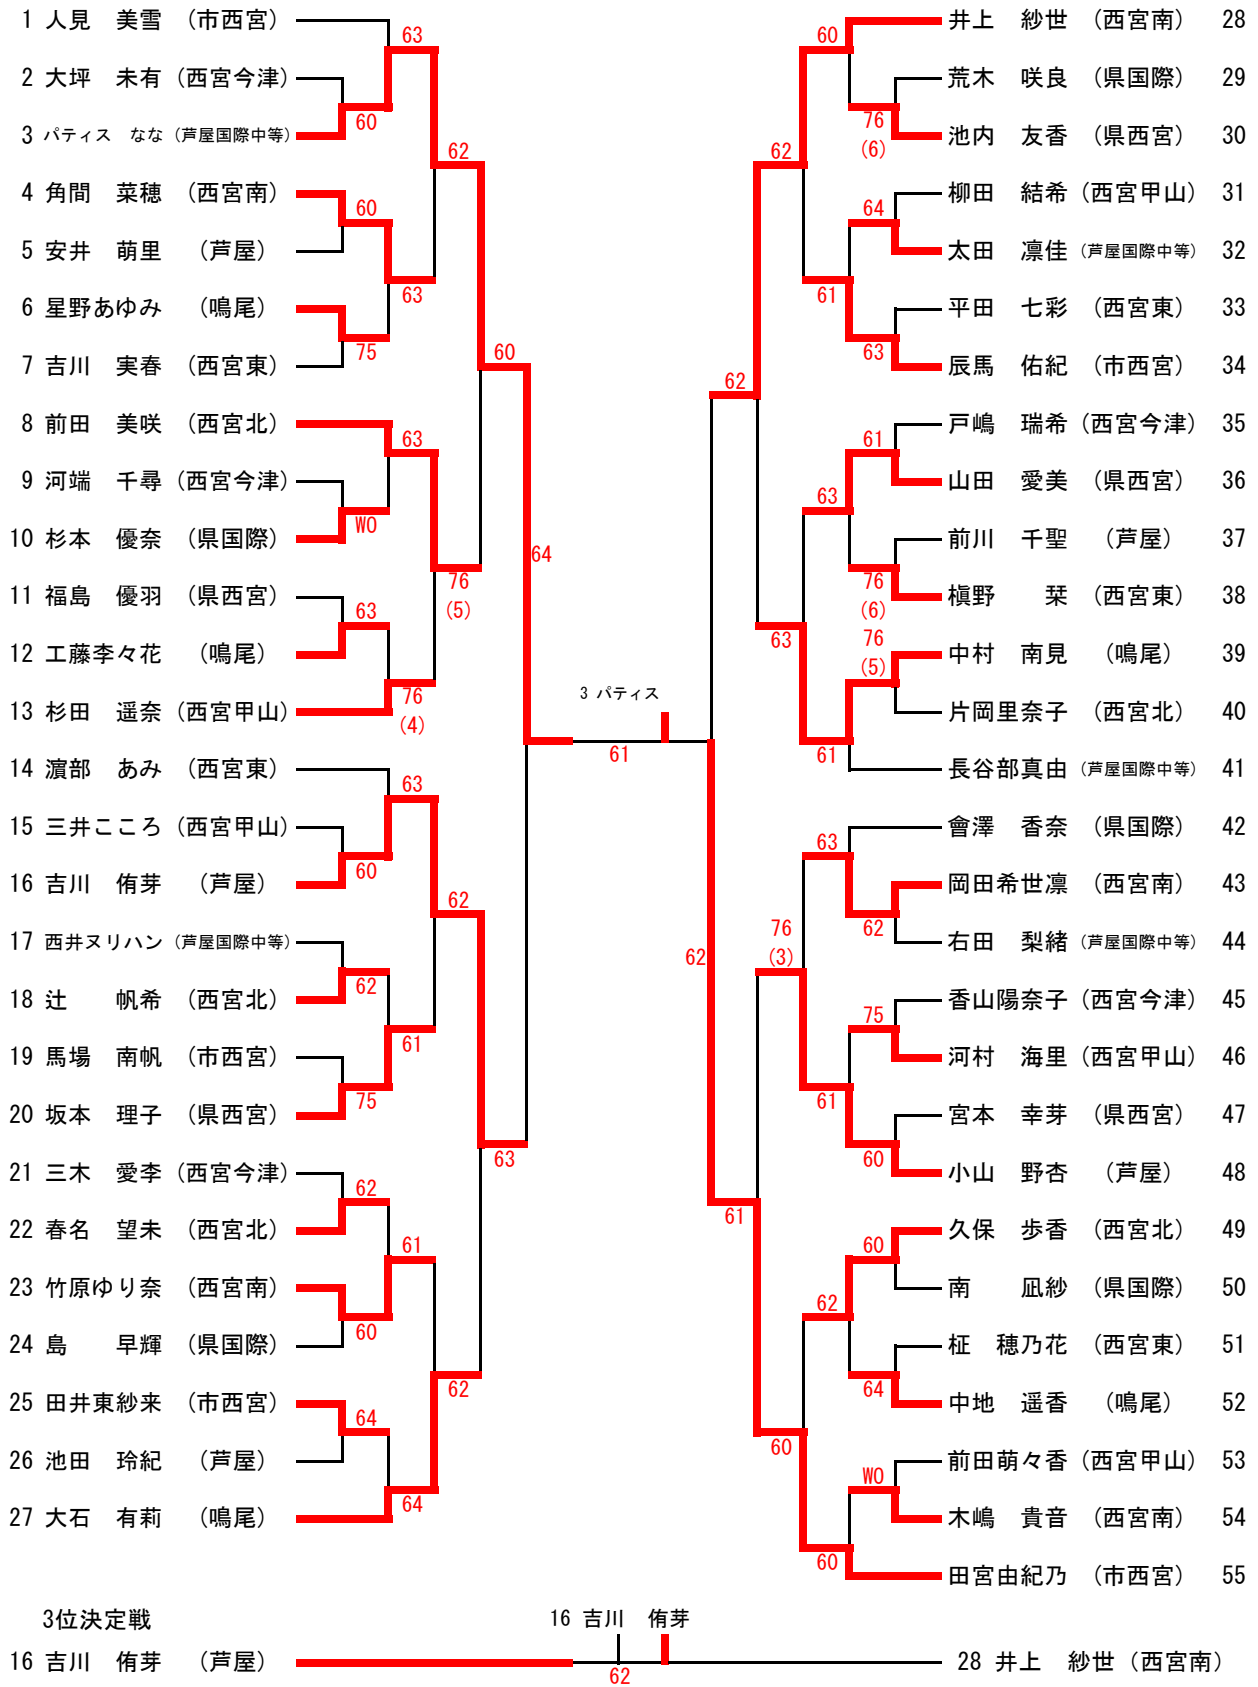 1 人見　美雪 （市西宮）
2 大坪　未有 （西宮今津）
3 パティス　なな （芦屋国際中等）
4 角間　菜穂 （西宮南）
5 安井　萌里 （芦屋）
6 星野あゆみ （鳴尾）
7 吉川　実春 （西宮東）
8 前田　美咲 （西宮北）
9 河端　千尋 （西宮今津）
10 杉本　優奈 （県国際）
11 福島　優羽 （県西宮）
12 工藤李々花 （鳴尾）
13 杉田　遥奈 （西宮甲山）
14 濵部　あみ （西宮東）
15 三井こころ （西宮甲山）
16 吉川　侑芽 （芦屋）
17 西井ヌリハン （芦屋国際中等）
18 辻　　帆希 （西宮北）
19 馬場　南帆 （市西宮）
20 坂本　理子 （県西宮）
21 三木　愛李 （西宮今津）
22 春名　望未 （西宮北）
23 竹原ゆり奈 （西宮南）
24 島　　早輝 （県国際）
25 田井東紗来 （市西宮）
26 池田　玲紀 （芦屋）
27 大石　有莉 （鳴尾）
63
60
60
63
75
62
63
WO
63
76
(4)
76
(5)
60
63
60
62
61
75
62
62
61
60
64
64
62
63
64
3 パティス
61
62
62
60
76
(6)
64
61
63
62
61
63
76
(6)
76
(5)
63
61
63
62
76
(3)
75
61
60
61
60
62
64
60
WO
60
井上　紗世 （西宮南） 28
荒木　咲良 （県国際） 29
池内　友香 （県西宮） 30
柳田　結希 （西宮甲山） 31
太田　凛佳 （芦屋国際中等） 32
平田　七彩 （西宮東） 33
辰馬　佑紀 （市西宮） 34
戸嶋　瑞希 （西宮今津） 35
山田　愛美 （県西宮） 36
前川　千聖 （芦屋） 37
槇野　　栞 （西宮東） 38
中村　南見 （鳴尾） 39
片岡里奈子 （西宮北） 40
長谷部真由 （芦屋国際中等） 41
會澤　香奈 （県国際） 42
岡田希世凛 （西宮南） 43
右田　梨緒 （芦屋国際中等） 44
香山陽奈子 （西宮今津） 45
河村　海里 （西宮甲山） 46
宮本　幸芽 （県西宮） 47
小山　野杏 （芦屋） 48
久保　歩香 （西宮北） 49
南　　凪紗 （県国際） 50
柾　穂乃花 （西宮東） 51
中地　遥香 （鳴尾） 52
前田萌々香 （西宮甲山） 53
木嶋　貴音 （西宮南） 54
田宮由紀乃 （市西宮） 55
3位決定戦
16 吉川　侑芽
16 吉川　侑芽 （芦屋）
62
28 井上　紗世 （西宮南）